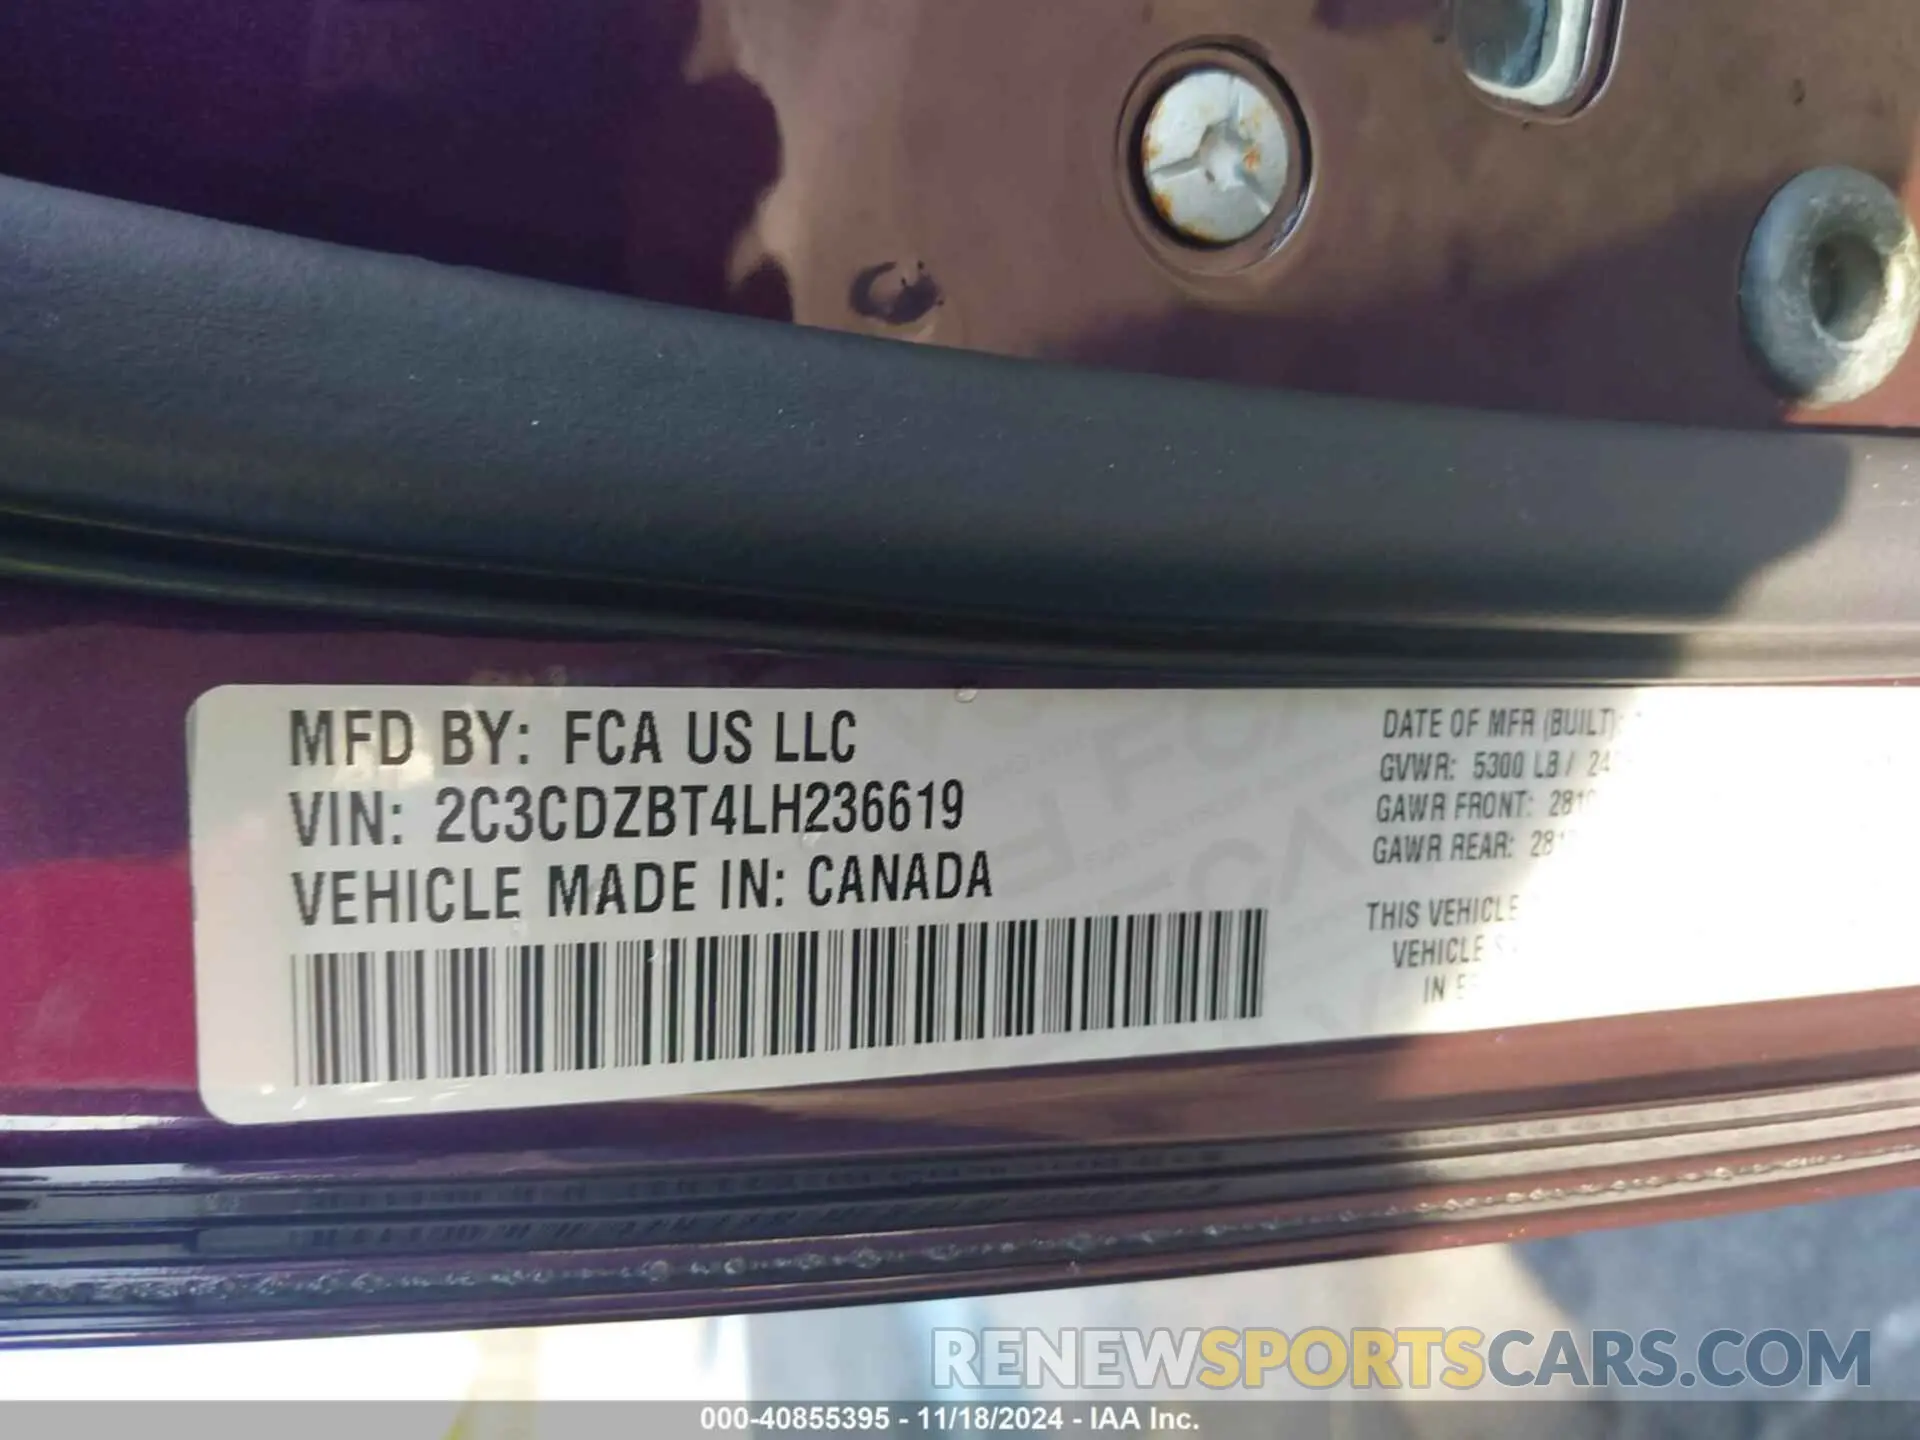 MFD BY: FCA US LLC
VIN: 2C3CDZBT4LH236619
VEHICLE MADE IN: CANADA
DATE OF MFR (BUILT):
GVWR: 5300 LB /
GAWR FRONT:
GAWR REAR:
THIS VEHICLE
VEHICLE
IN
RENEWSPORTSCARS.COM
000-40855395 - 11/18/2024 - IAA Inc.